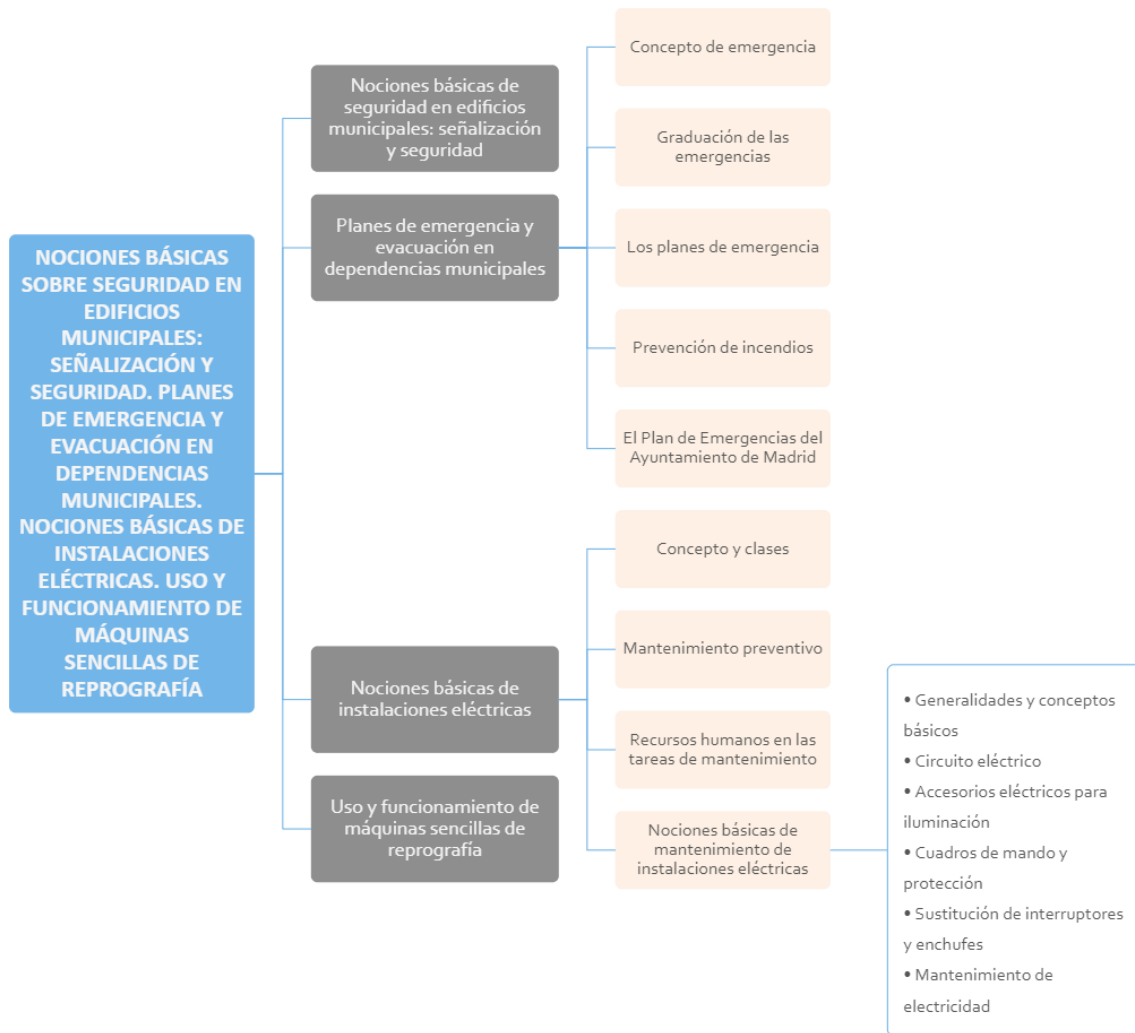 NOCIONES BÁSICAS
SOBRE SEGURIDAD EN
EDIFICIOS
MUNICIPALES:
SEÑALIZACIÓN Y
SEGURIDAD. PLANES
DE EMERGENCIA Y
EVACUACIÓN EN
DEPENDENCIAS
MUNICIPALES.
NOCIONES BÁSICAS DE
INSTALACIONES
ELÉCTRICAS. USO Y
FUNCIONAMIENTO DE
MÁQUINAS
SENCILLAS DE
REPROGRAFÍA
Nociones básicas de
seguridad en edificios
municipales: señalización
y seguridad
Planes de emergencia y
evacuación en
dependencias municipales
Concepto de emergencia
Graduación de las
emergencias
Los planes de emergencia
Prevención de incendios
El Plan de Emergencias del
Ayuntamiento de Madrid
Nociones básicas de
instalaciones eléctricas
Concepto y clases
Mantenimiento preventivo
Recursos humanos en las
tareas de mantenimiento
Nociones básicas de
mantenimiento de
instalaciones eléctricas
• Generalidades y conceptos
básicos
• Circuito eléctrico
• Accesorios eléctricos para
iluminación
• Cuadros de mando y
protección
• Sustitución de interruptores
y enchufes
• Mantenimiento de
electricidad
Uso y funcionamiento de
máquinas sencillas de
reprografía